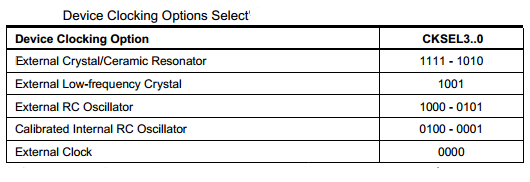 Device Clocking Options Select
Device Clocking Option CKSEL3..0
External Crystal/Ceramic Resonator 1111 - 1010
External Low-frequency Crystal 1001
External RC Oscillator 1000 - 0101
Calibrated Internal RC Oscillator 0100 - 0001
External Clock 0000